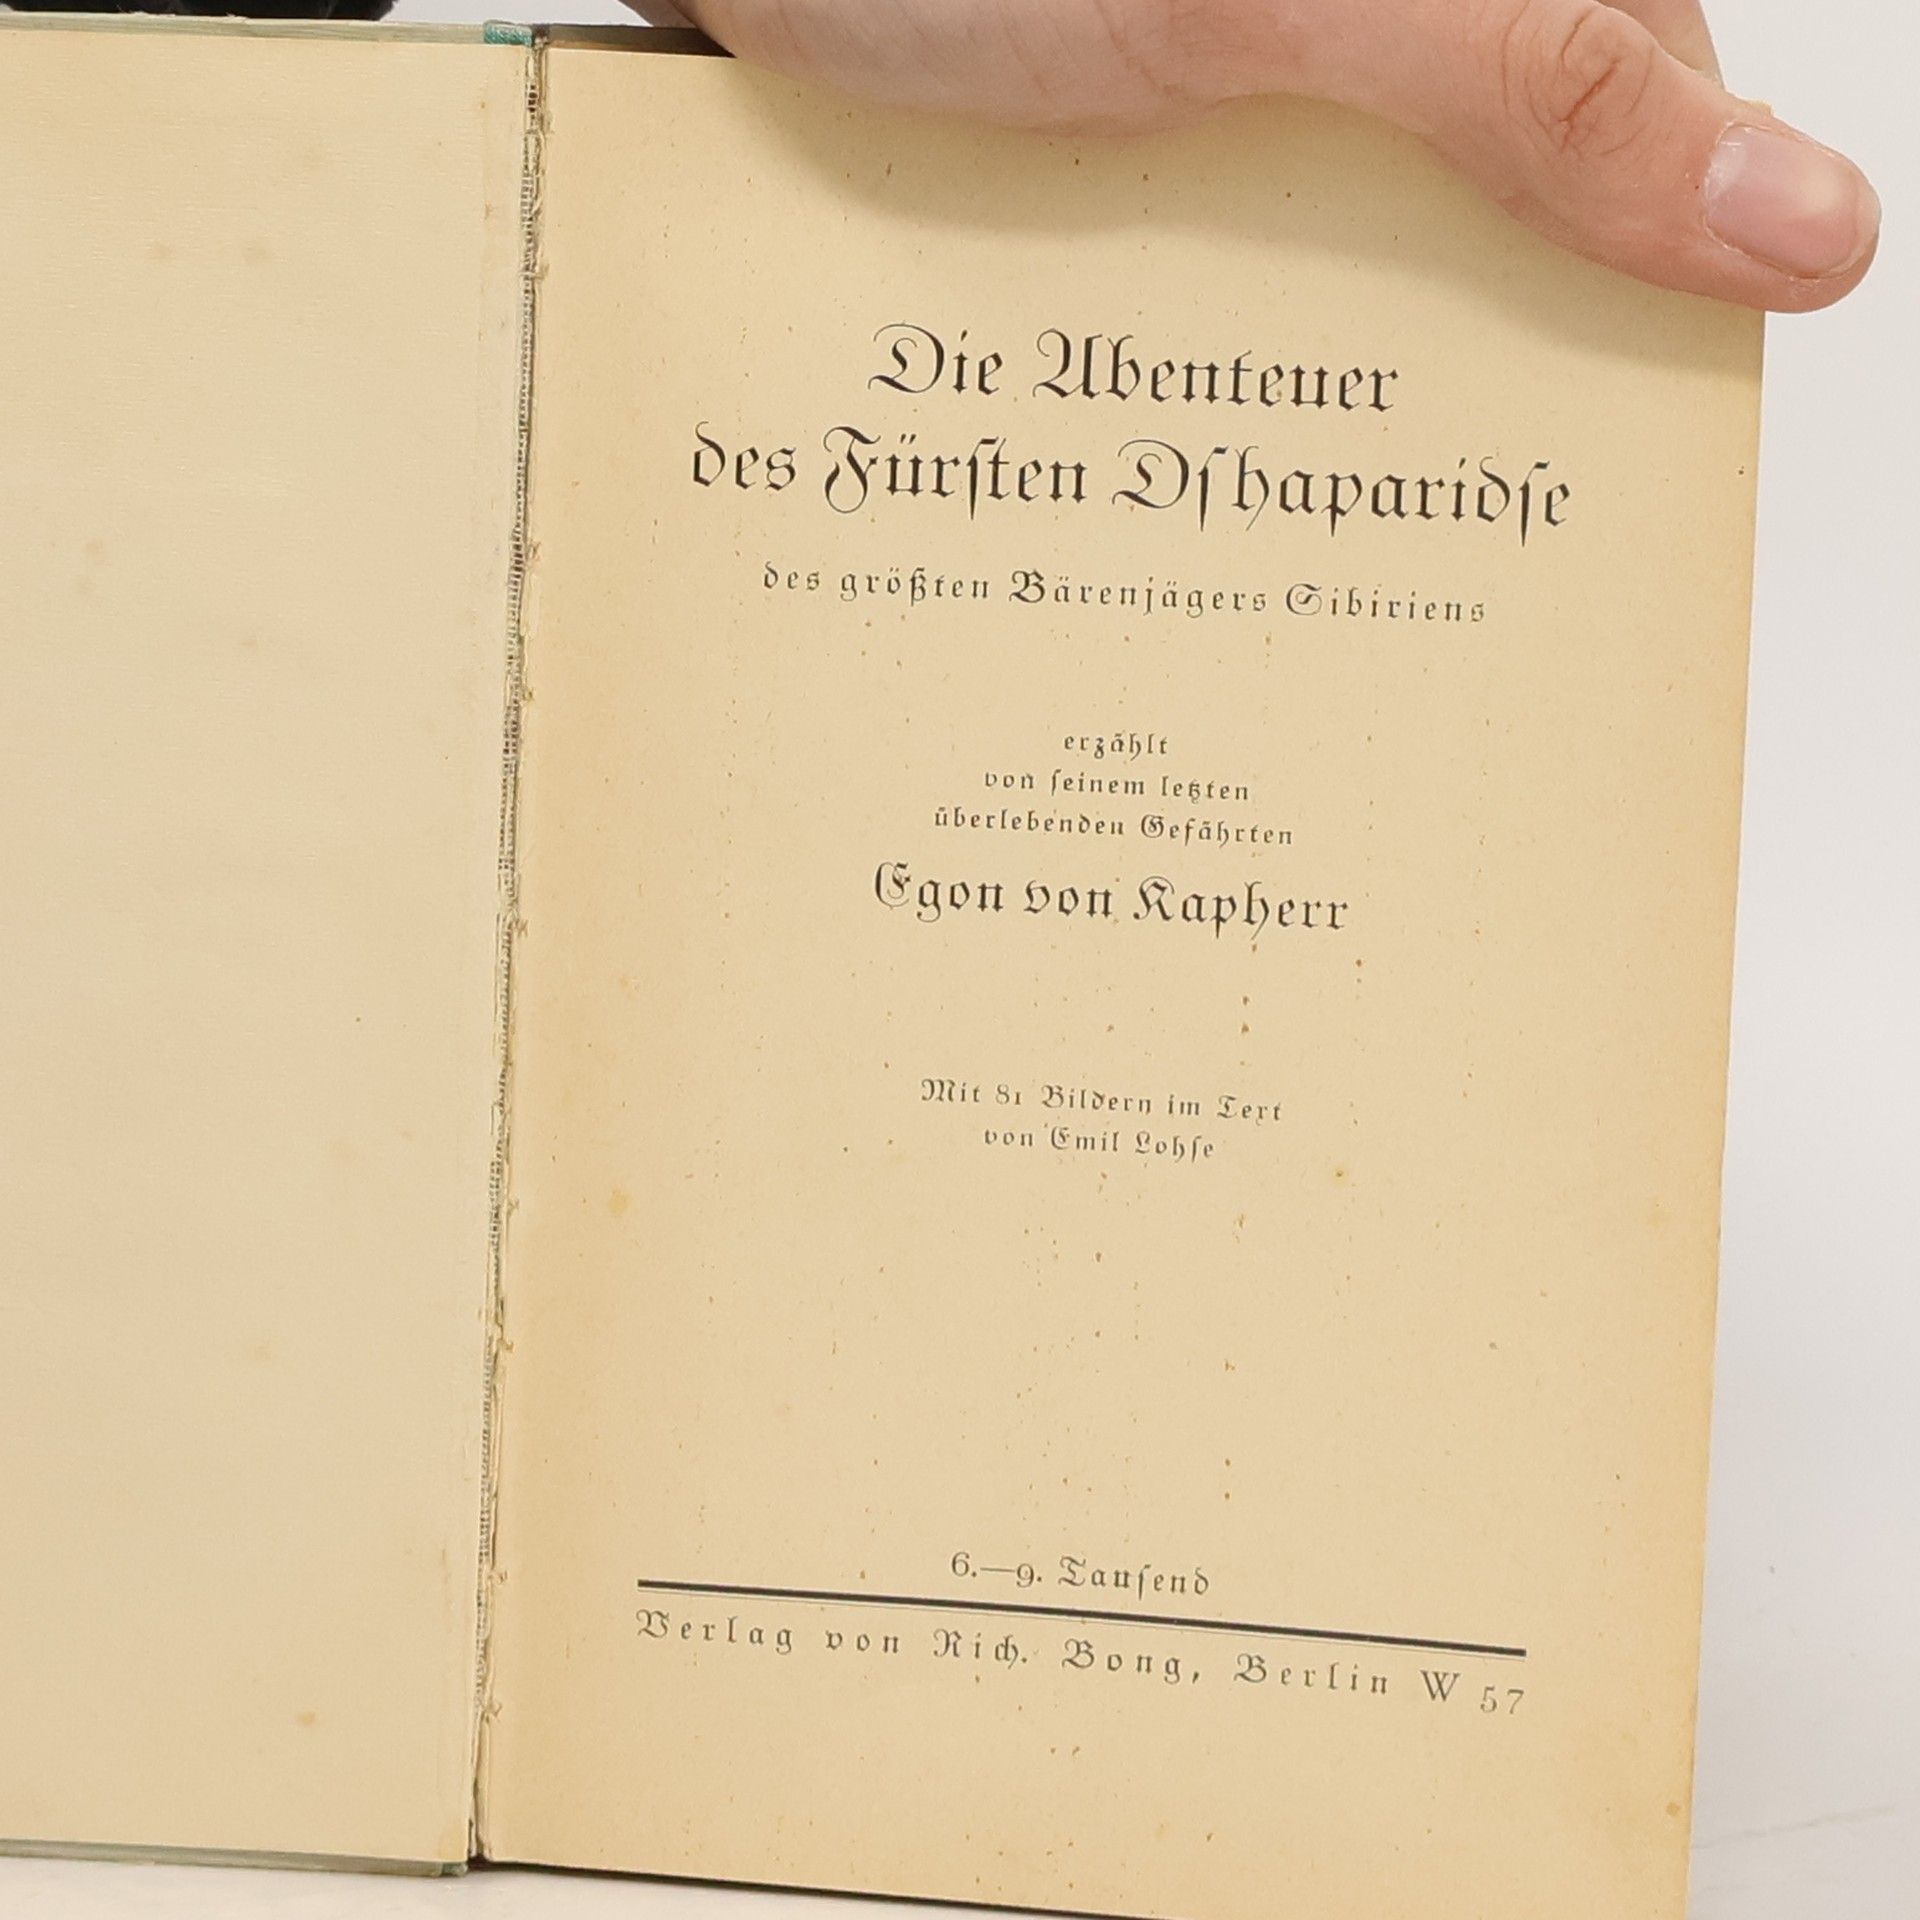 Die Abenteuer
des Fürſten Dſhaparidſe
des größten Bärenjägers Sibiriens
erzählt
von ſeinem letzten
überlebenden Gefährten
Egon von Kapherr
Mit 81 Bildern im Text
von Emil Lohſe
6.—9. Tauſend
Verlag von Rich. Bong, Berlin W 57